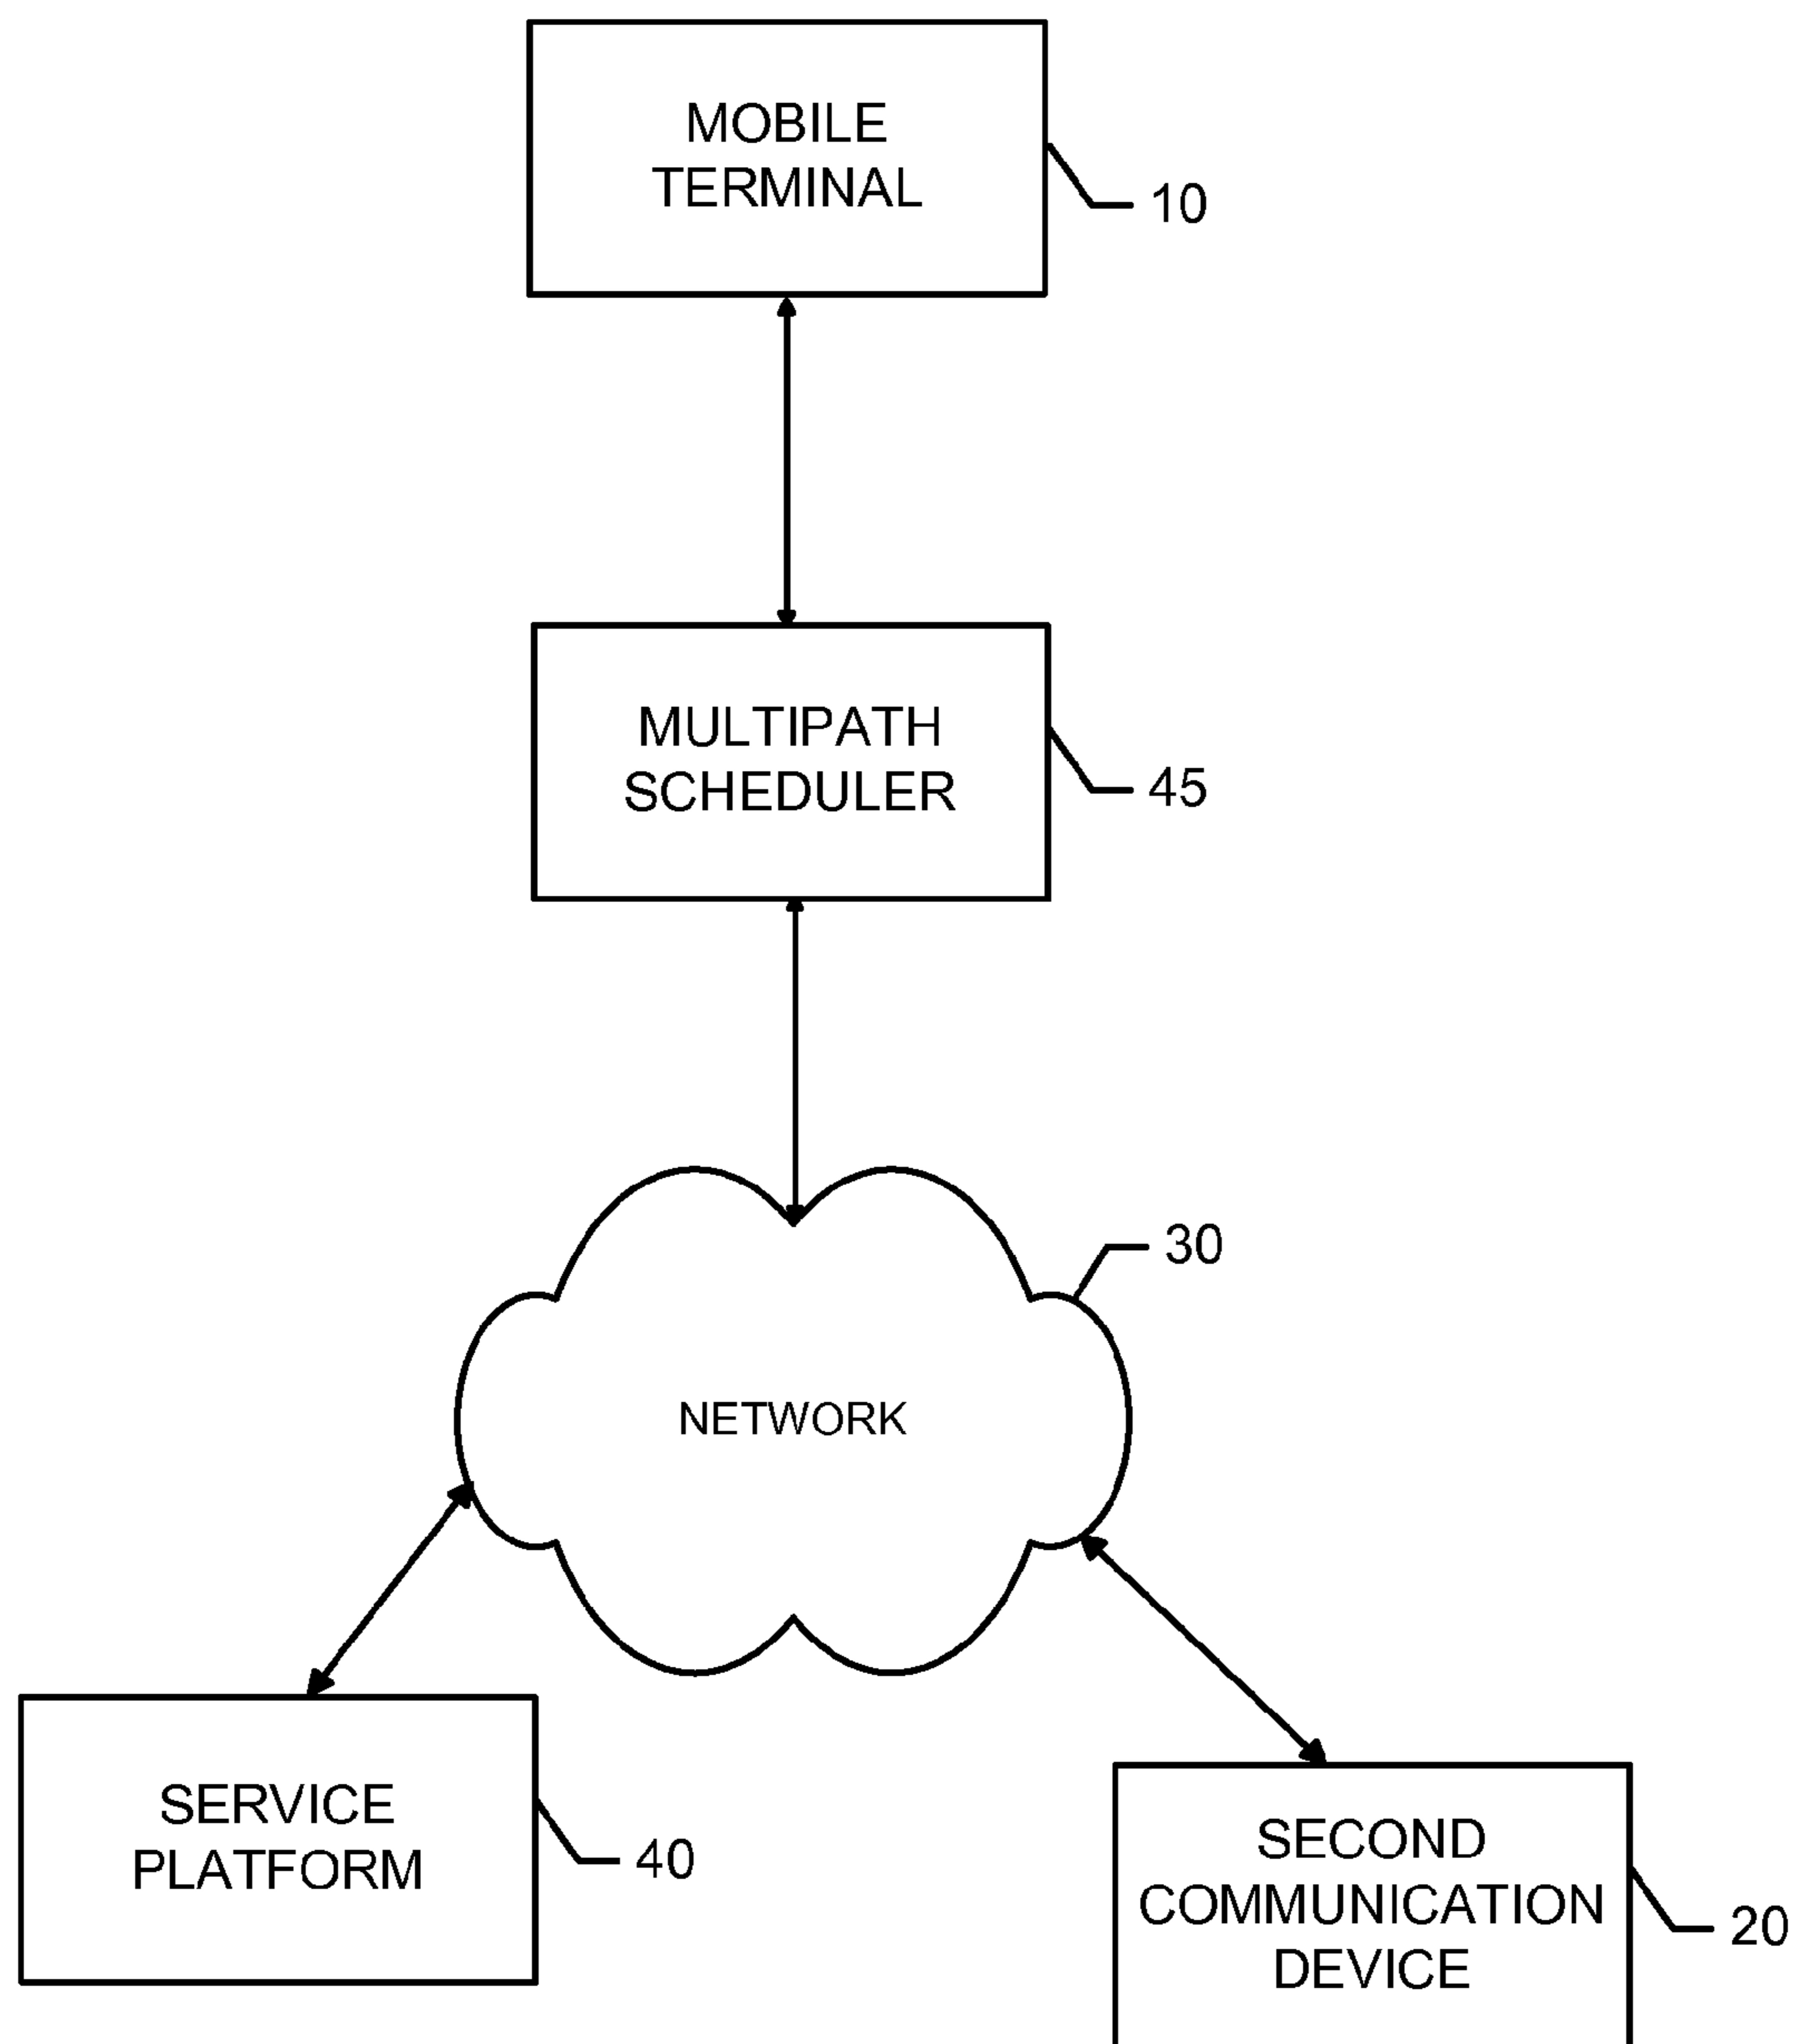 MOBILE
TERMINAL
10
MULTIPATH
SCHEDULER
45
30
NETWORK
SERVICE
PLATFORM
40
SECOND
COMMUNICATION
DEVICE
20